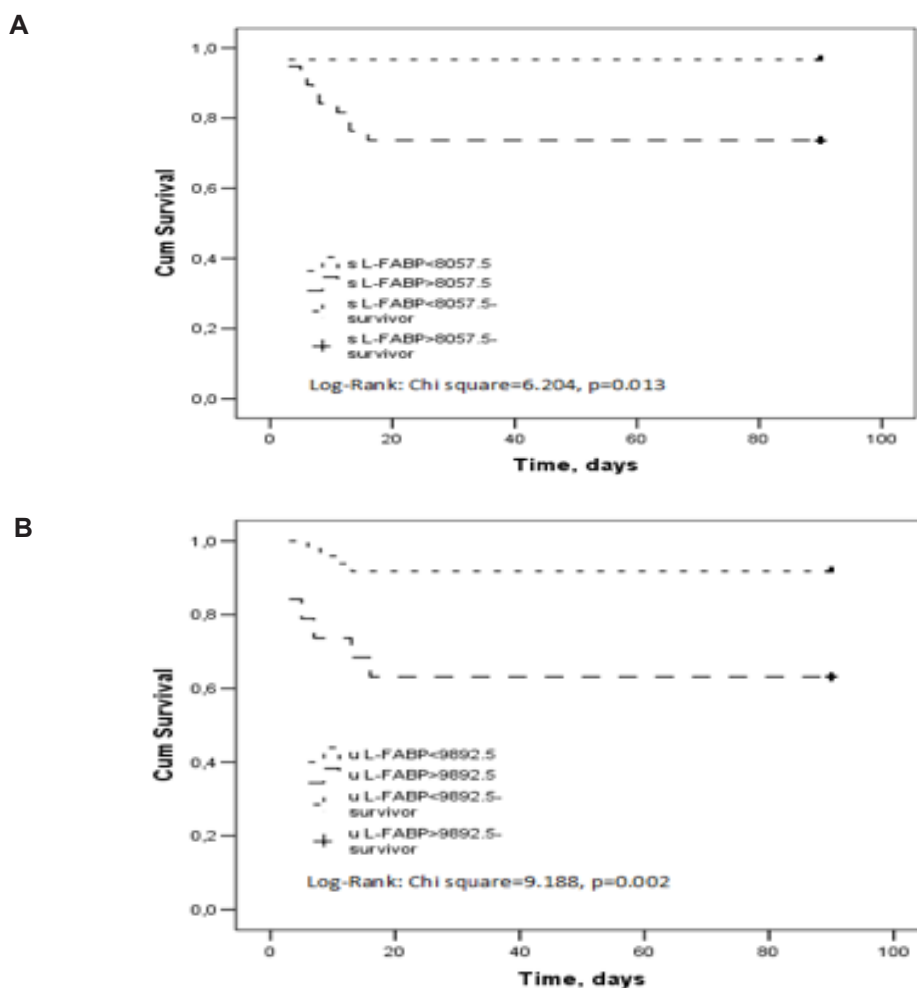 A
Cum Survival
1,0
0,8
0,6
0,4
0,2
0,0
s L-FABP<8057.5
s L-FABP>8057.5
s L-FABP<8057.5-
survivor
s L-FABP>8057.5-
survivor
Log-Rank: Chi square=6.204, p=0.013
0 20 40 60 80 100
Time, days
B
Cum Survival
1,0
0,8
0,6
0,4
0,2
0,0
u L-FABP<9892.5
u L-FABP>9892.5
u L-FABP<9892.5-
survivor
u L-FABP>9892.5-
survivor
Log-Rank: Chi square=9.188, p=0.002
0 20 40 60 80 100
Time, days